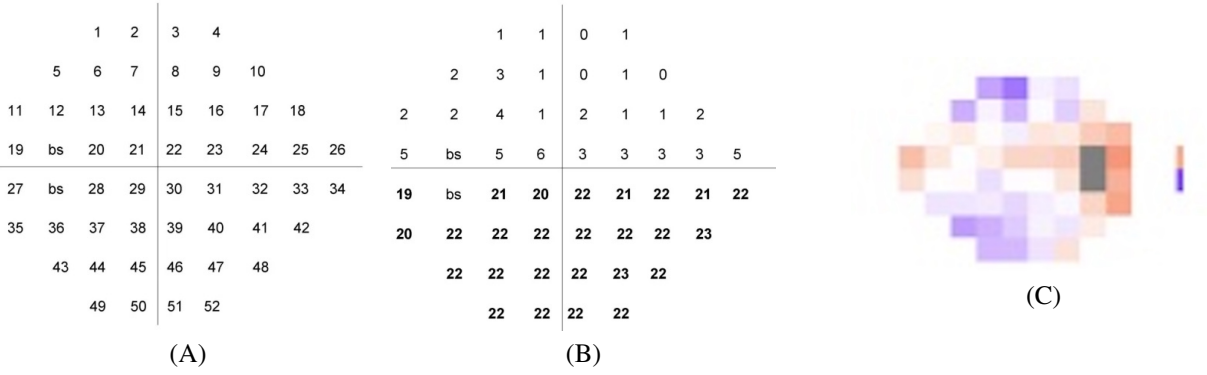 1 2 3 4
5 6 7 8 9 10
11 12 13 14 15 16 17 18
19 bs 20 21 22 23 24 25 26
27 bs 28 29 30 31 32 33 34
35 36 37 38 39 40 41 42
43 44 45 46 47 48
49 50 51 52
(A)
1 1 0 1
2 3 1 0 1 0
2 2 4 1 2 1 1 2
5 bs 5 6 3 3 3 3 5
19 bs 21 20 22 21 22 21 22
20 22 22 22 22 22 22 23
22 22 22 22 23 22
22 22 22 22
(B)
(C)